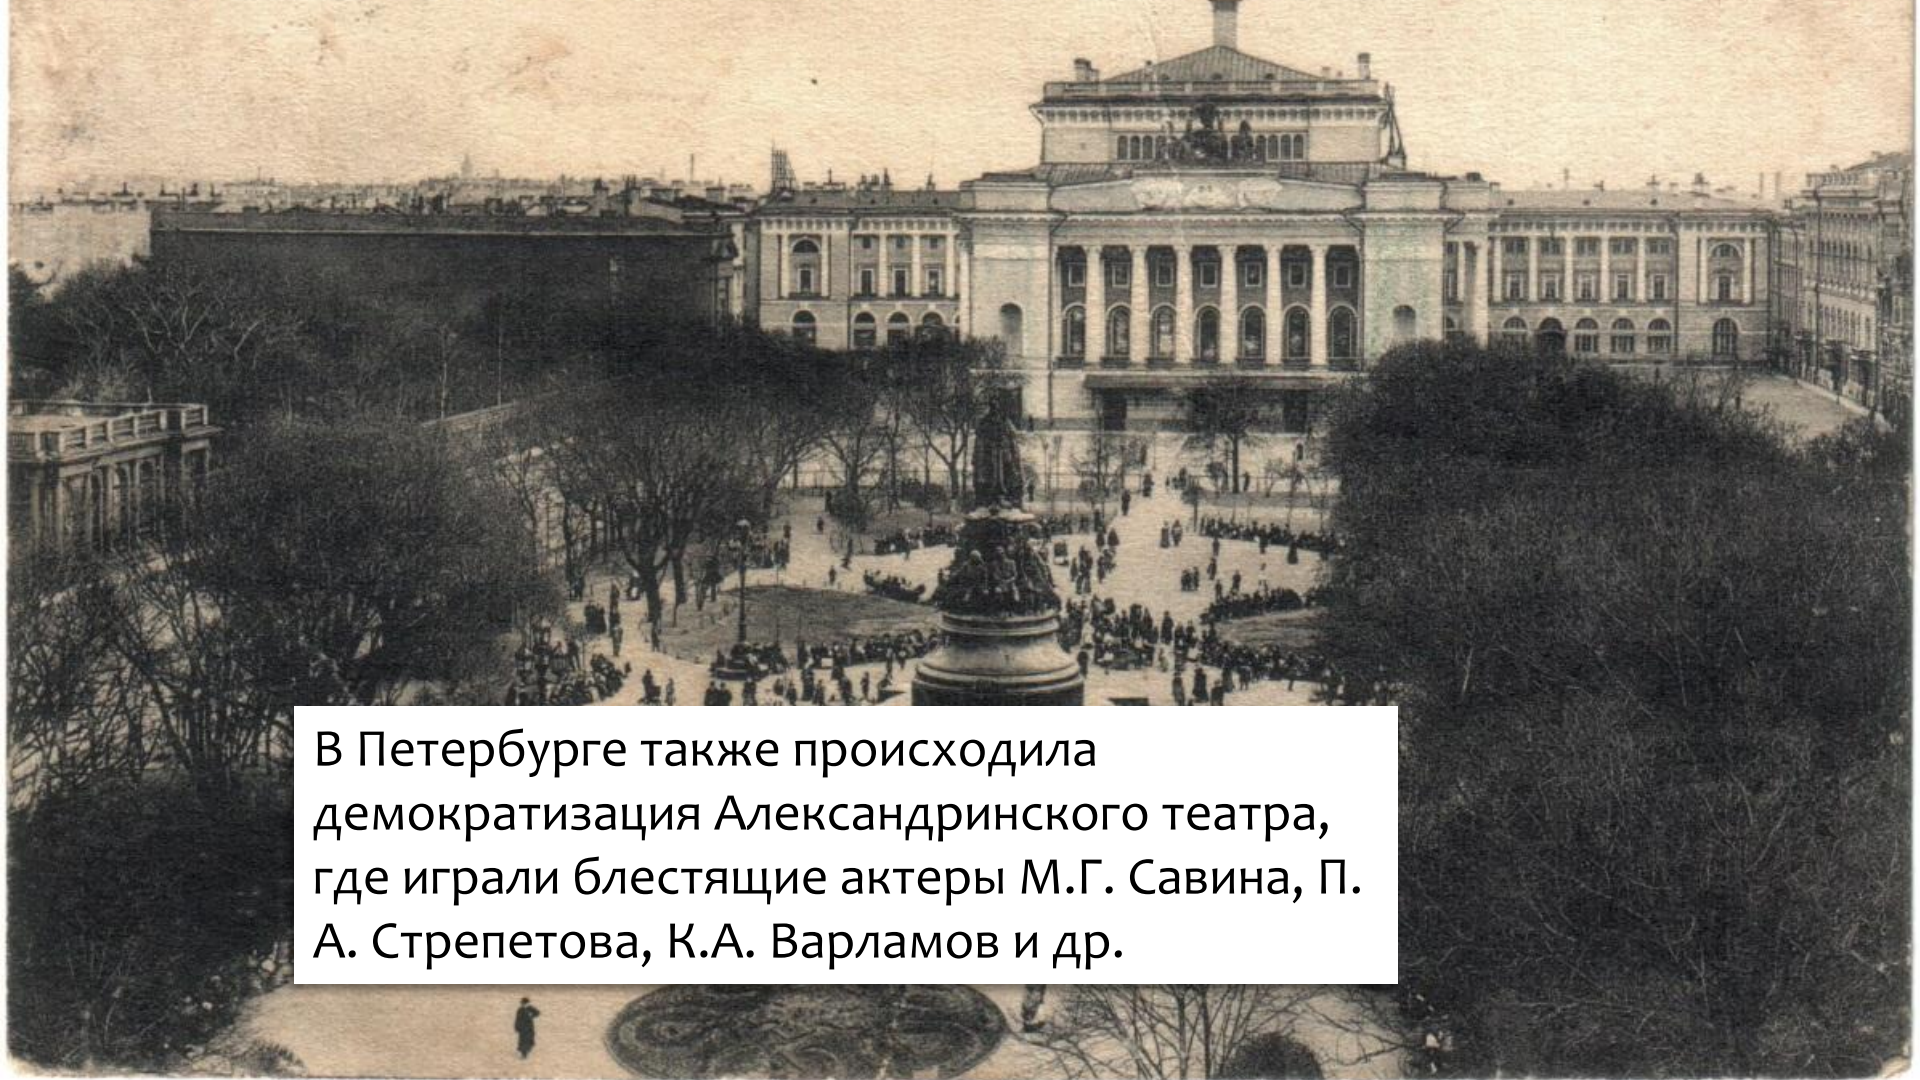 В Петербурге также происходила
демократизация Александринского театра,
где играли блестящие актеры М.Г. Савина, П.
А. Стрепетова, К.А. Варламов и др.